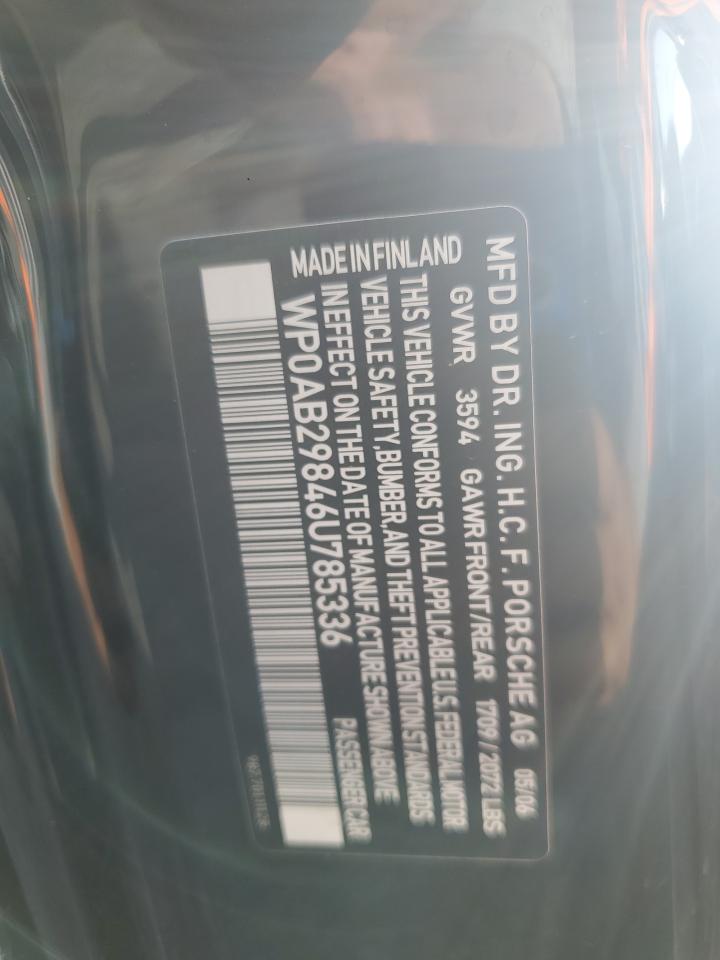 MFD BY DR. ING. H.C. F. PORSCHE AG 05/06
GVWR 3594 GAWR FRONT/REAR 1709/2072 LBS
MADE IN FINLAND
THIS VEHICLE CONFORMS TO ALL APPLICABLE U.S. FEDERAL MOTOR
VEHICLE SAFETY, BUMBER, AND THEFT PREVENTION STANDARDS
IN EFFECT ON THE DATE OF MANUFACTURE SHOWN ABOVE
WP0AB29846U785336 PASSENGER CAR